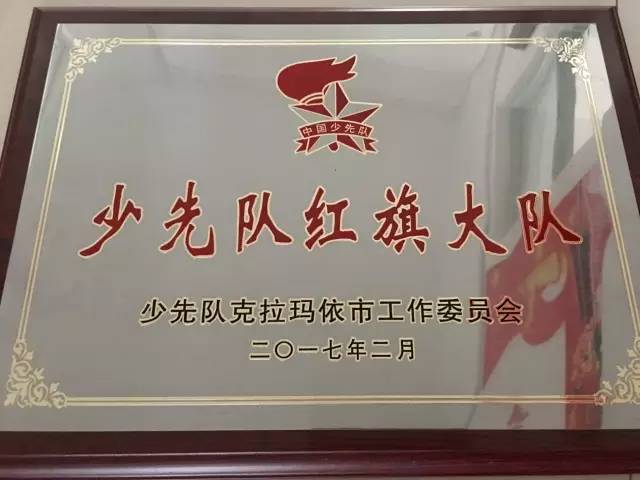 中国少先队
少先队红旗大队
少先队克拉玛依市工作委员会
二〇一七年二月